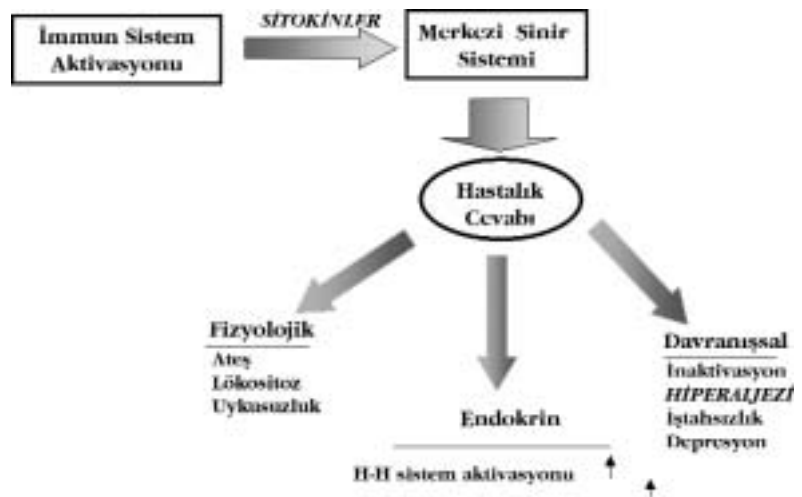 SİTOKİNLER
İmmun Sistem
Aktivasyonu
Merkezi Sinir
Sistemi
Hastalık
Cevabı
Fizyolojik
Ateş
Lökositoz
Uykusuzluk
Endokrin
H-H sistem aktivasyonu
Davranışsal
İnaktivasyon
HİPERALJEZİ
İştahsızlık
Depresyon